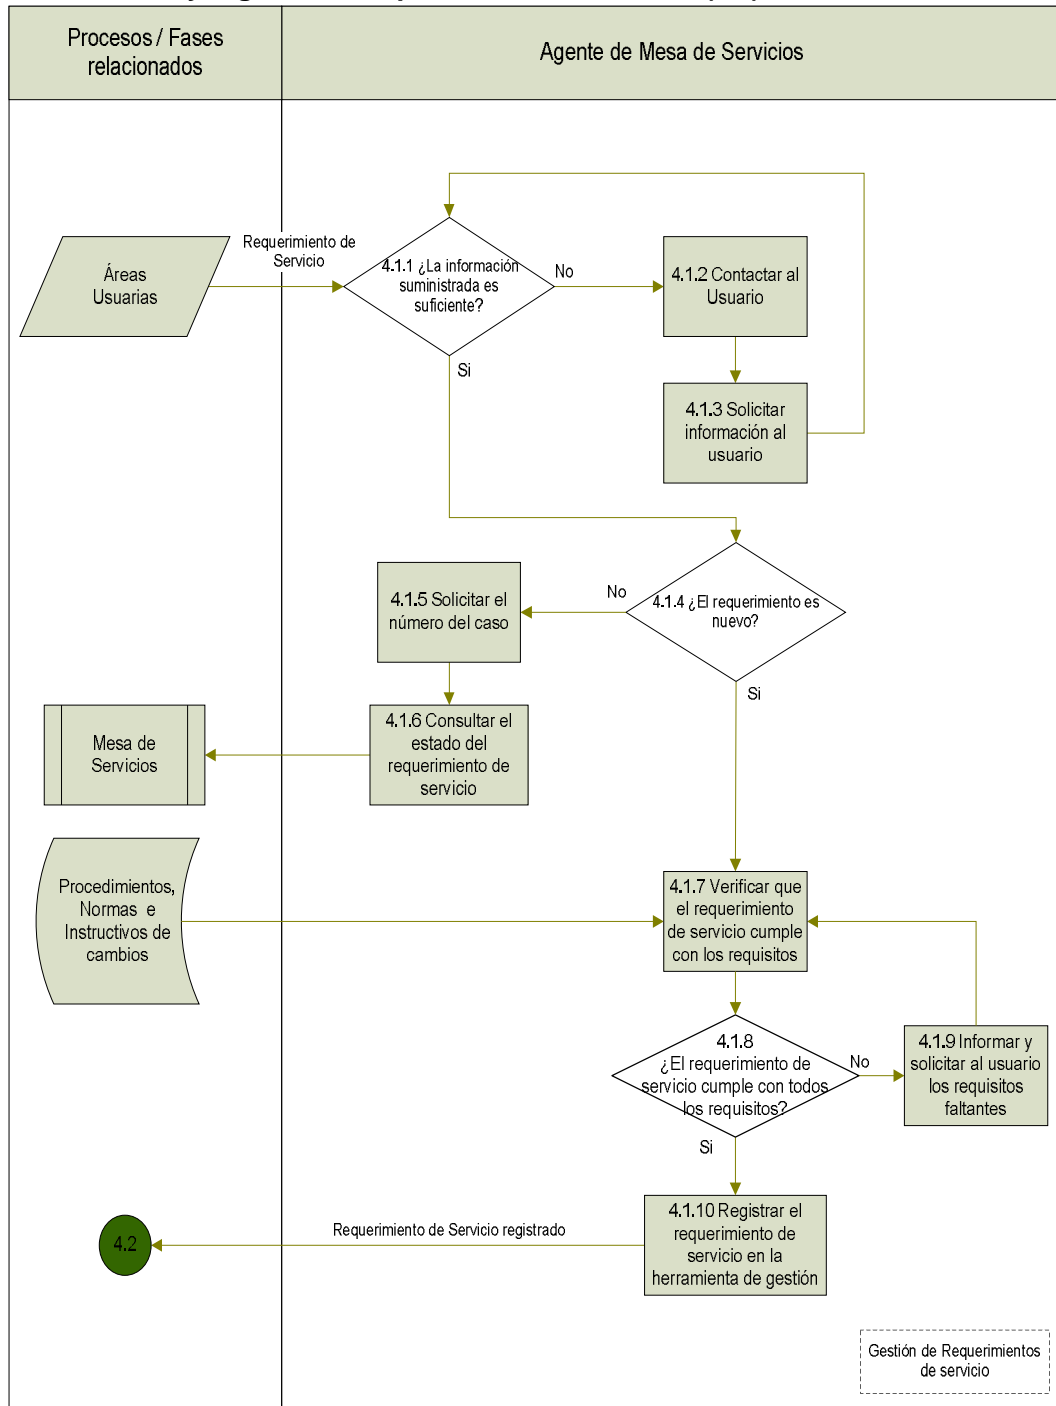 Procesos / Fases
relacionados
Agente de Mesa de Servicios
Requerimiento de
Servicio
Áreas
Usuarias
4.1.1 ¿La información
suministrada es
suficiente?
No
4.1.2 Contactar al
Usuario
Si
4.1.3 Solicitar
información al
usuario
4.1.4 ¿El requerimiento es
nuevo?
No
4.1.5 Solicitar el
número del caso
Si
4.1.6 Consultar el
estado del
requerimiento de
servicio
Mesa de
Servicios
Procedimientos,
Normas e
Instructivos de
cambios
4.1.7 Verificar que
el requerimiento
de servicio cumple
con los requisitos
4.1.8
¿El requerimiento de
servicio cumple con todos
los requisitos?
No
4.1.9 Informar y
solicitar al usuario
los requisitos
faltantes
Si
4.1.10 Registrar el
requerimiento de
servicio en la
herramienta de gestión
Requerimiento de Servicio registrado
4.2
Gestión de Requerimientos
de servicio